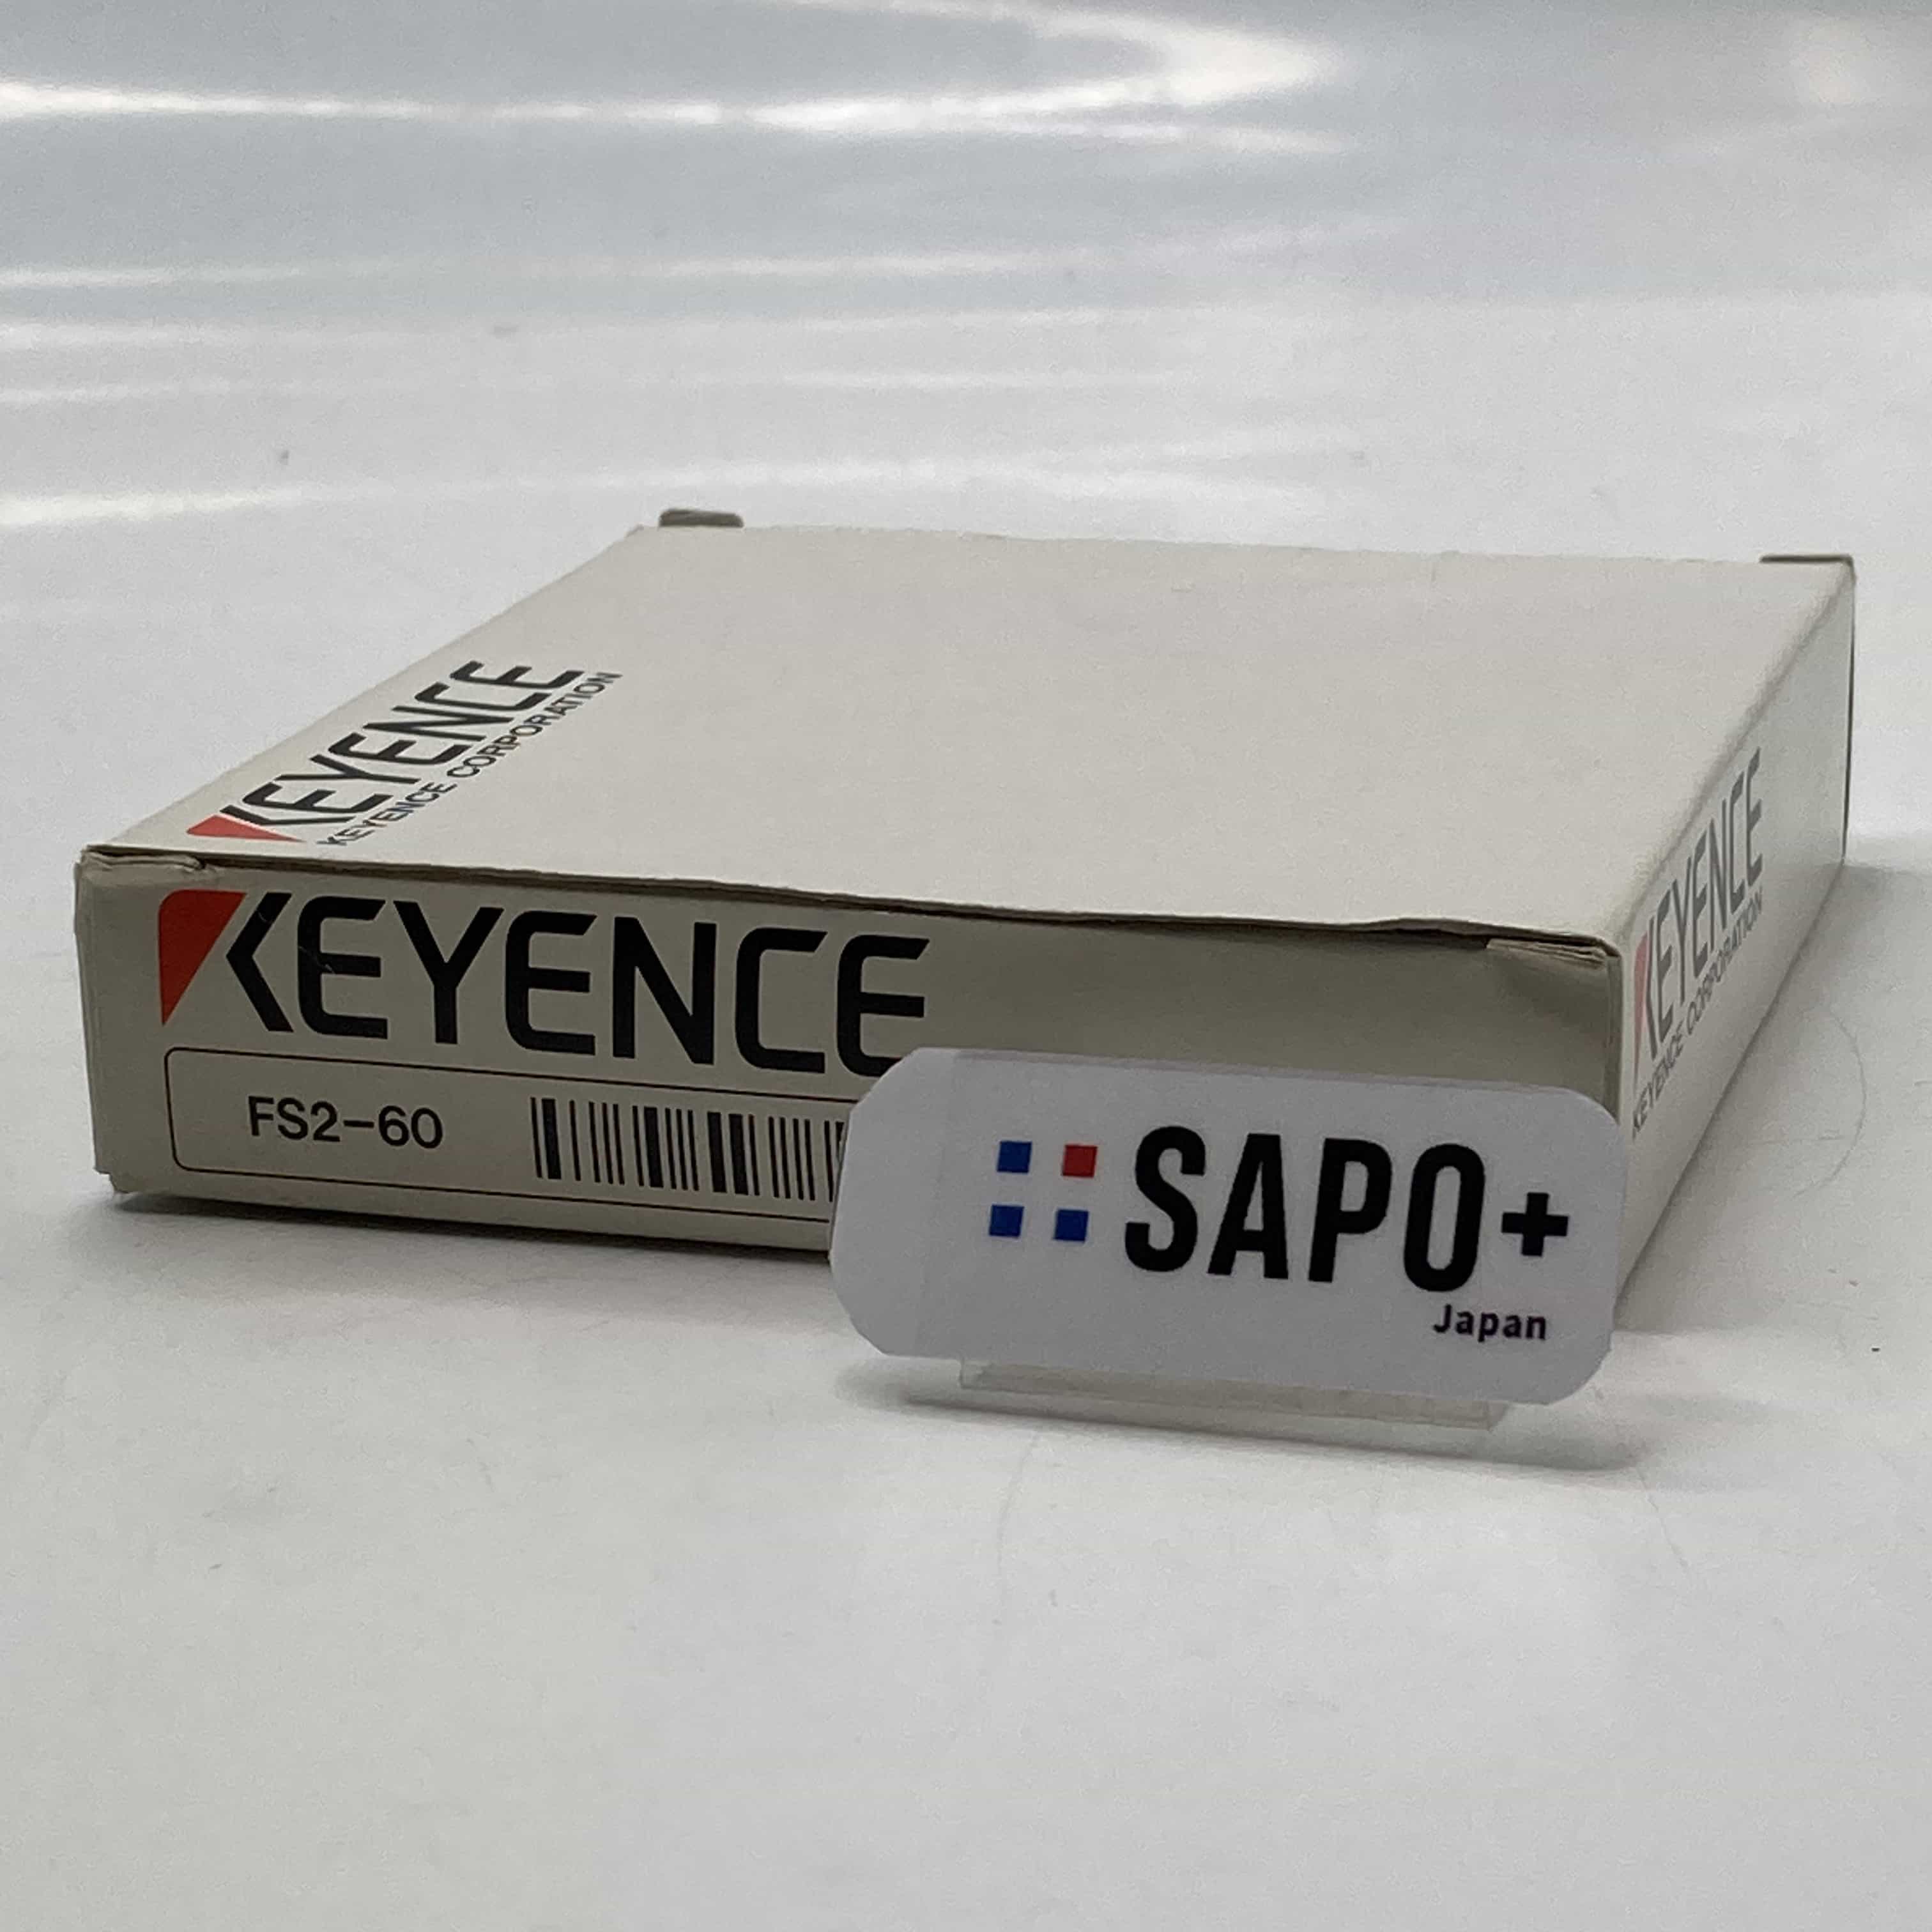 KEYENCE
KEYENCE CORPORATION
KEYENCE
FS2-60
KEYENCE
KEYENCE CORPORATION
SAPO+
Japan